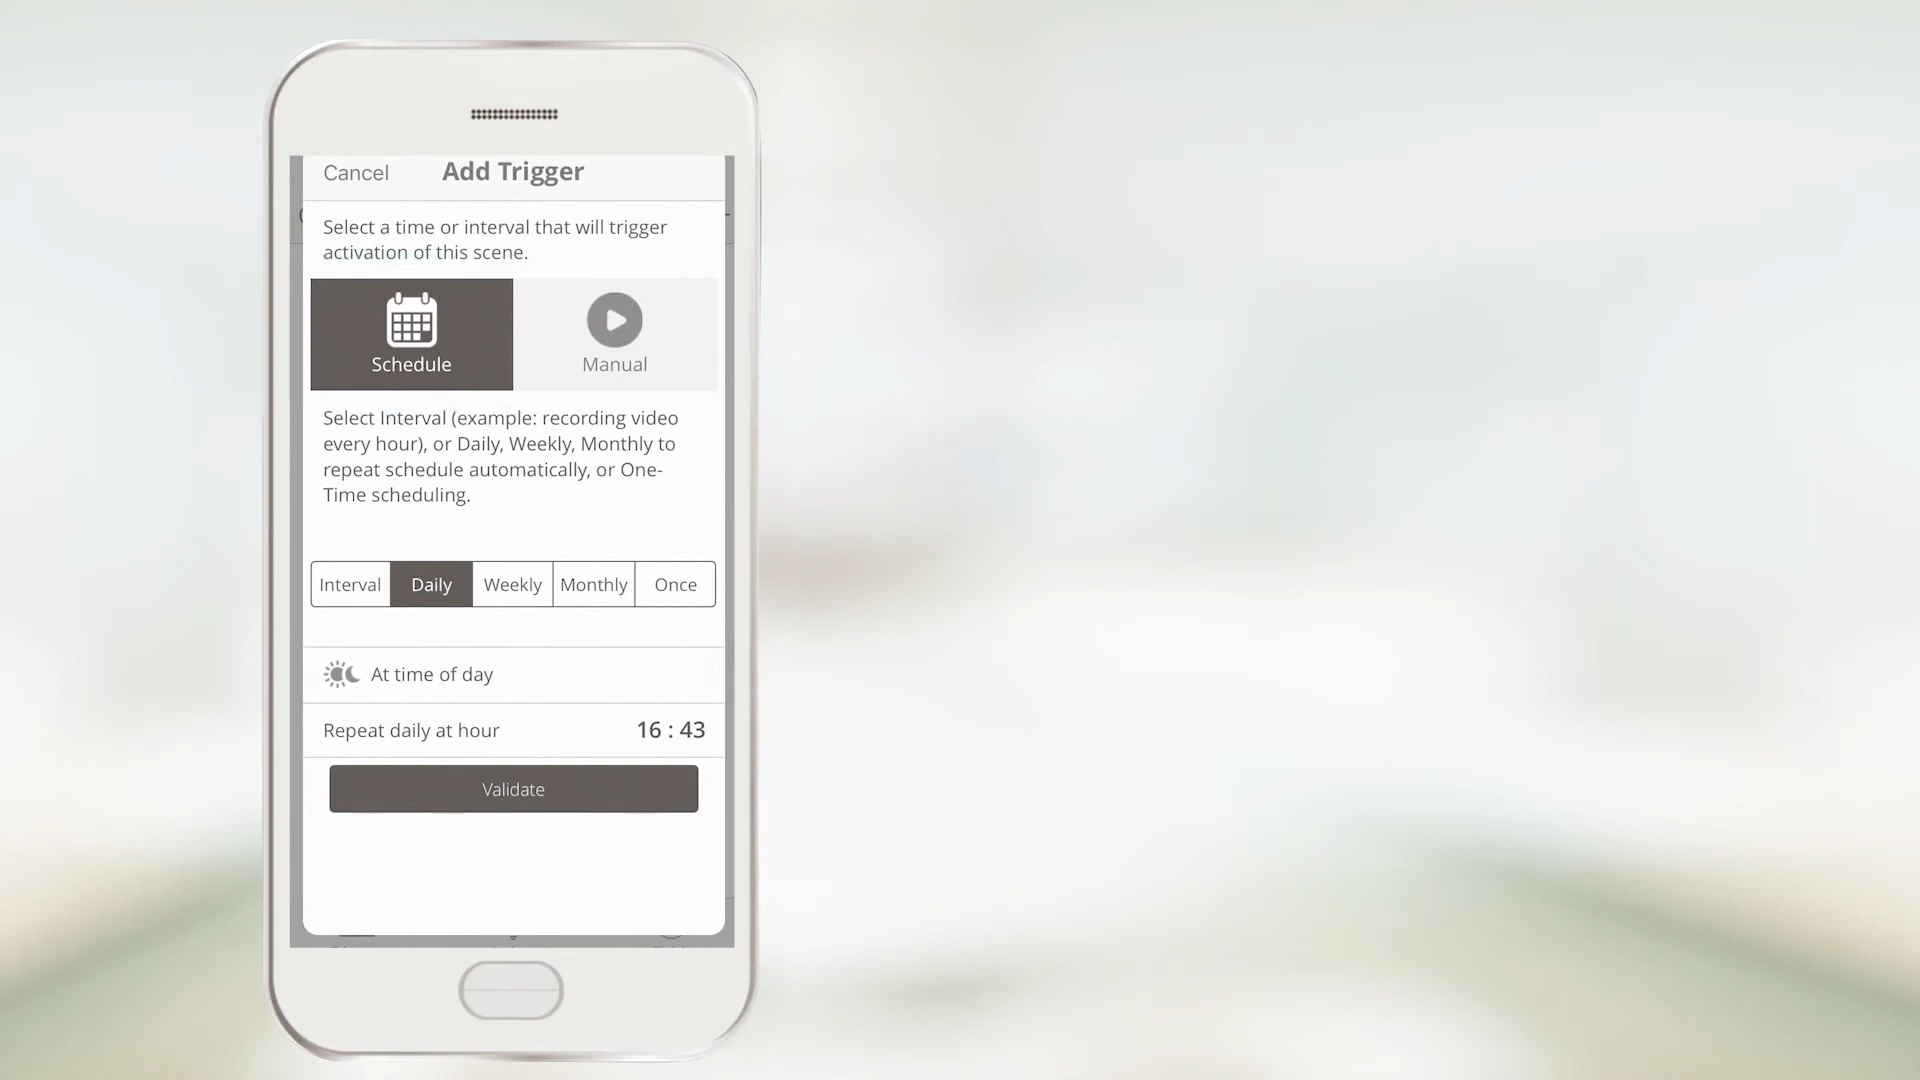 Cancel Add Trigger
Select a time or interval that will trigger
activation of this scene.
Schedule Manual
Select Interval (example: recording video
every hour), or Daily, Weekly, Monthly to
repeat schedule automatically, or One-
Time scheduling.
Interval Daily Weekly Monthly Once
At time of day
Repeat daily at hour 16 : 43
Validate